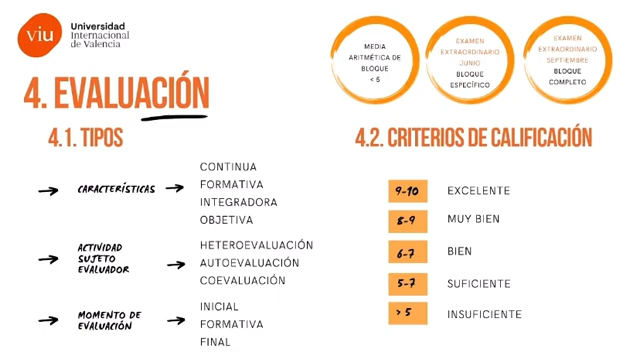 viu
Universidad
Internacional
de Valencia
MEDIA
ARITMÉTICA DE
BLOQUE
< 5
EXAMEN
EXTRAORDINARIO
JUNIO
BLOQUE
ESPECÍFICO
EXAMEN
EXTRAORDINARIO
SEPTIEMBRE
BLOQUE
COMPLETO
4. EVALUACIÓN
4.1. TIPOS
CARACTERÍSTICAS
CONTINUA
FORMATIVA
INTEGRADORA
OBJETIVA
ACTIVIDAD
SUJETO
EVALUADOR
HETEROEVALUACIÓN
AUTOEVALUACIÓN
COEVALUACIÓN
MOMENTO DE
EVALUACIÓN
INICIAL
FORMATIVA
FINAL
4.2. CRITERIOS DE CALIFICACIÓN
9-10 EXCELENTE
8-9 MUY BIEN
6-7 BIEN
5-7 SUFICIENTE
> 5 INSUFICIENTE